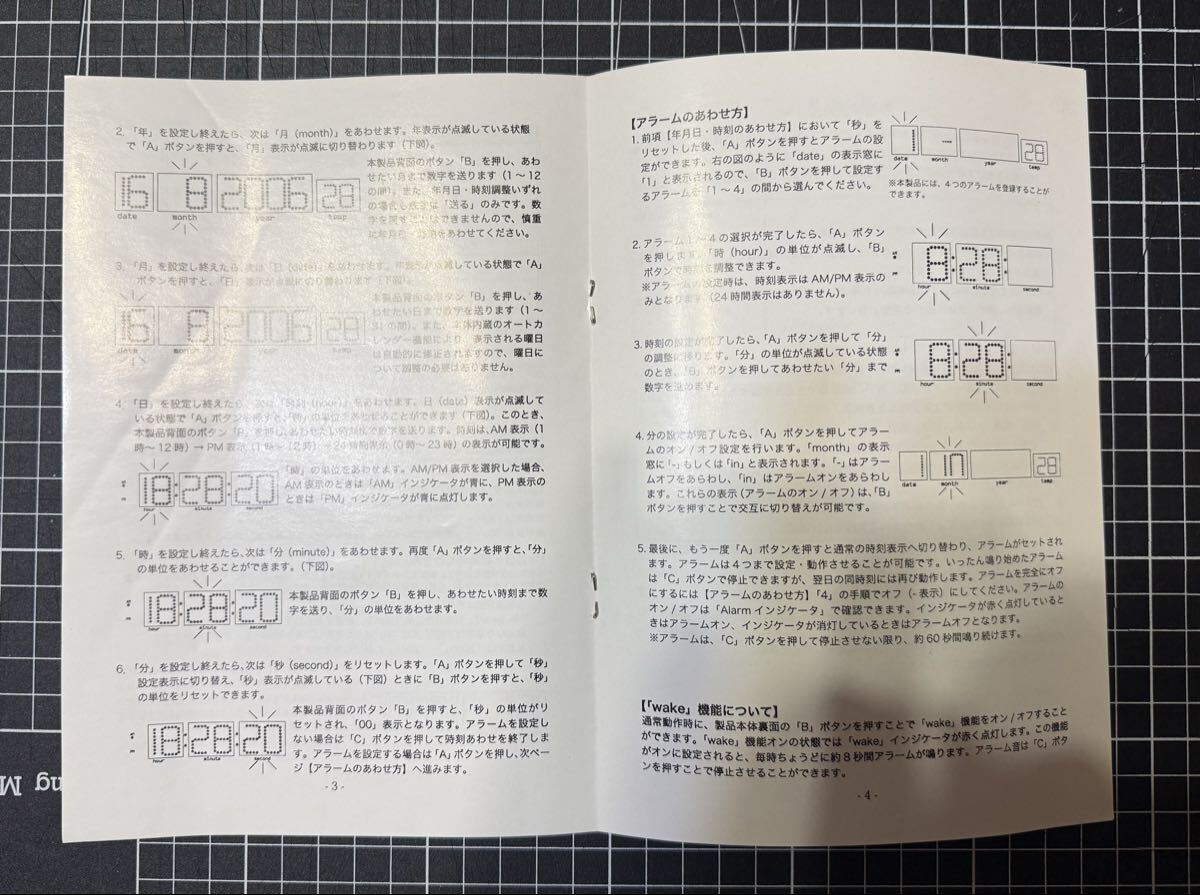 2. 「年」を設定し終えたら、次は「月（month）」をあわせます。年表示が点滅している状態
で「A」ボタンを押すと、「月」表示が点滅に切り替わります（下図）。
16 8 2006 28
date month year temp
本製品背面のボタン「B」を押し、あわ
せたい月まで数字を送ります（1～12
の間）。また、年月日・時刻調整いずれ
の場合も数字は「送る」のみです。数
字を戻すことはできませんので、慎重
に年月日・時刻をあわせてください。
3. 「月」を設定し終えたら、次は「日（date）」をあわせます。年表示が点滅している状態で「A」
ボタンを押すと、「日」表示が点滅に切り替わります（下図）。
16 8 2006 28
date month year temp
本製品背面のボタン「B」を押し、あ
わせたい日まで数字を送ります（1～
31の間）。また、本体内蔵のオートカ
レンダー機能により、表示される曜日
は自動的に修正されますので、曜日に
ついて調整の必要はありません。
4. 「日」を設定し終えたら、次は「時刻（hour）」をあわせます。日（date）表示が点滅して
いる状態で「A」ボタンを押すと、「時」の単位をあわせることができます（下図）。このとき、
本製品背面のボタン「B」を押し、あわせたい時刻まで数字を送ります。時刻は、AM 表示（1
時～12時）→ PM 表示（1時～12時）→ 24時間表示（0時～23時）の表示が可能です。
18:28:20
hour minute second
「時」の単位をあわせます。AM/PM 表示を選択した場合、
AM 表示のときは「AM」インジケータが青に、PM 表示の
ときは「PM」インジケータが青に点灯します。
5. 「時」を設定し終えたら、次は「分（minute）」をあわせます。再度「A」ボタンを押すと、「分」
の単位をあわせることができます。（下図）。
18:28:20
hour minute second
本製品背面のボタン「B」を押し、あわせたい時刻まで数
字を送り、「分」の単位をあわせます。
6. 「分」を設定し終えたら、次は「秒（second）」をリセットします。「A」ボタンを押して「秒」
設定表示に切り替え、「秒」表示が点滅している（下図）ときに「B」ボタンを押すと、「秒」
の単位をリセットできます。
18:28:20
hour minute second
本製品背面のボタン「B」を押すと、「秒」の単位がリ
セットされ、「00」表示となります。アラームを設定し
ない場合は「C」ボタンを押して時刻あわせを終了しま
す。アラームを設定する場合は「A」ボタンを押し、次ペー
ジ【アラームのあわせ方】へ進みます。
- 3 -
【アラームのあわせ方】
1. 前項【年月日・時刻のあわせ方】において「秒」を
リセットした後、「A」ボタンを押すとアラームの設
定ができます。右の図のように「date」の表示窓に
「1」と表示されるので、「B」ボタンを押して設定す
るアラームを「1～4」の間から選んでください。
1 -- 28
date month year temp
※本製品には、4つのアラームを登録することが
できます。
2. アラーム 1～4 の選択が完了したら、「A」ボタン
を押します。「時（hour）」の単位が点滅し、「B」
ボタンで時刻を調整できます。
※アラームの設定時は、時刻表示は AM/PM 表示の
みとなります（24時間表示はありません）。
8:28:
hour minute second
3. 時刻の設定が完了したら、「A」ボタンを押して「分」
の調整に移ります。「分」の単位が点滅している状態
のとき、「B」ボタンを押してあわせたい「分」まで
数字を進めます。
8:28:
hour minute second
4. 分の設定が完了したら、「A」ボタンを押してアラー
ムのオン / オフ設定を行います。「month」の表示
窓に「-」もしくは「in」と表示されます。「-」はアラー
ムオフをあらわし、「in」はアラームオンをあらわし
ます。これらの表示（アラームのオン / オフ）は、「B」
ボタンを押すことで交互に切り替えが可能です。
1 in 28
date month year temp
5. 最後に、もう一度「A」ボタンを押すと通常の時刻表示へ切り替わり、アラームがセットされ
ます。アラームは4つまで設定・動作させることが可能です。いったん鳴り始めたアラーム
は「C」ボタンで停止できますが、翌日の同時刻には再び動作します。アラームを完全にオフ
にするには【アラームのあわせ方】「4」の手順でオフ（- 表示）にしてください。アラームの
オン / オフは「Alarm インジケータ」で確認できます。インジケータが赤く点灯していると
きはアラームオン、インジケータが消灯しているときはアラームオフとなります。
※アラームは、「C」ボタンを押して停止させない限り、約60秒間鳴り続けます。
【「wake」機能について】
通常動作時に、製品本体裏面の「B」ボタンを押すことで「wake」機能をオン / オフすること
ができます。「wake」機能オンの状態では「wake」インジケータが赤く点灯します。この機能
がオンに設定されると、毎時ちょうどに約8秒間アラームが鳴ります。アラーム音は「C」ボタ
ンを押すことで停止させることができます。
- 4 -